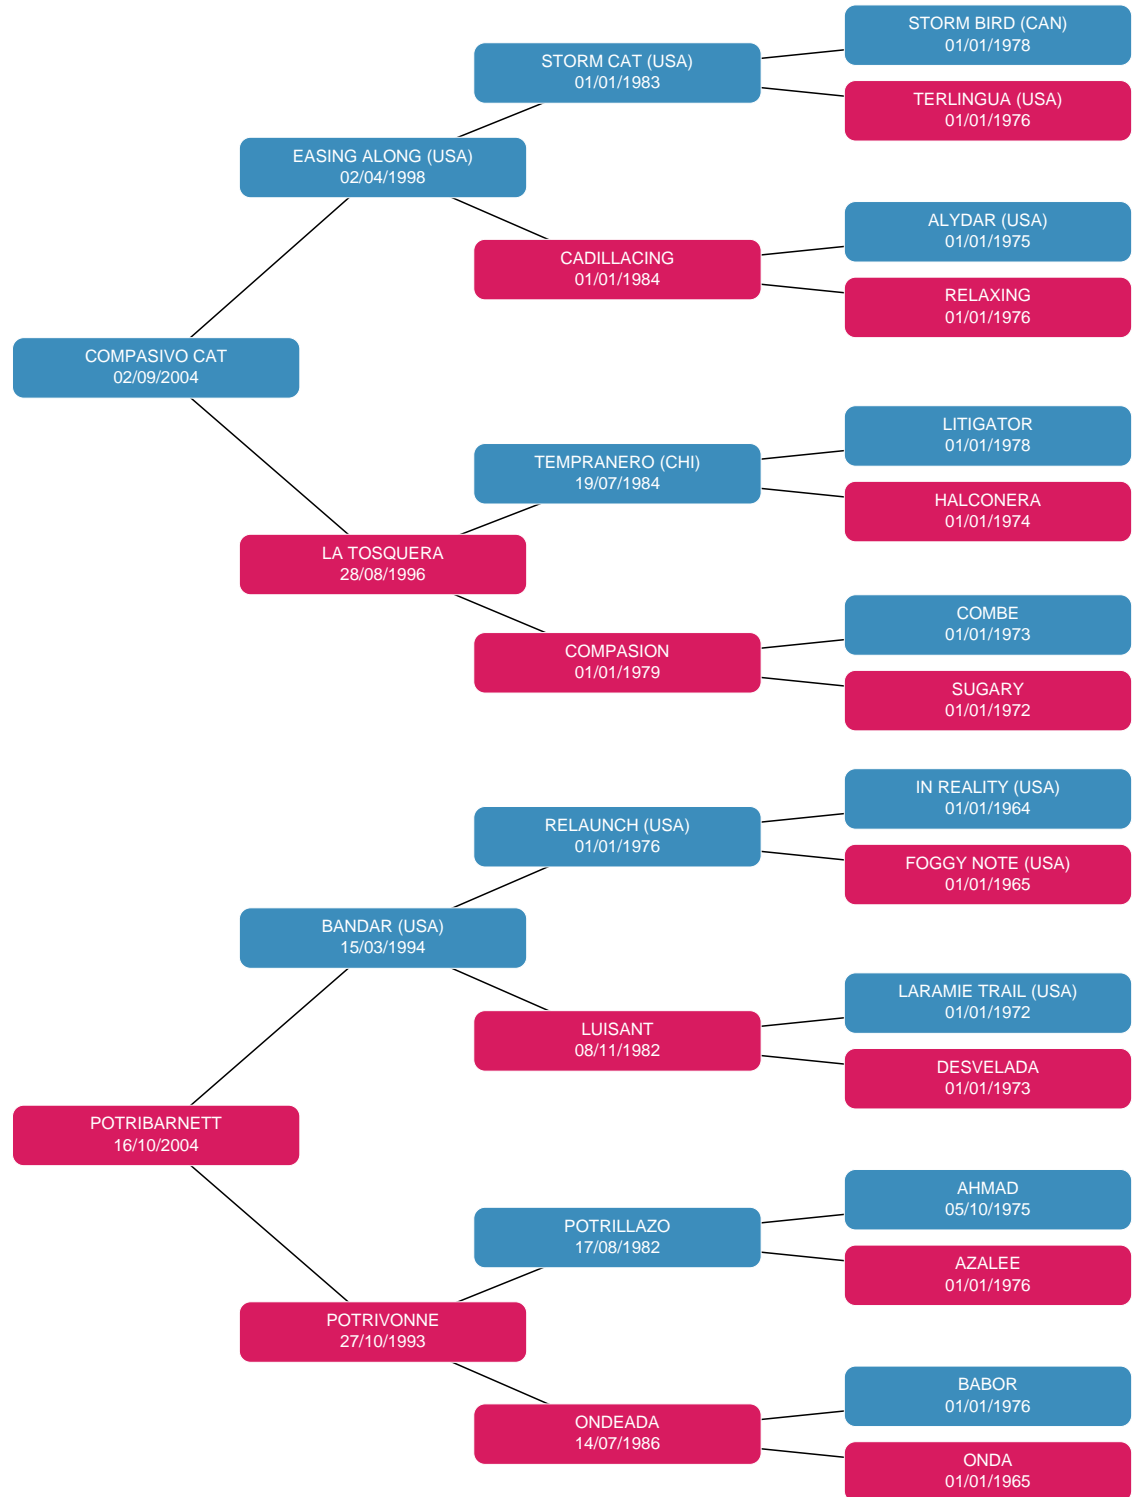 STORM BIRD (CAN)
01/01/1978
STORM CAT (USA)
01/01/1983
TERLINGUA (USA)
01/01/1976
EASING ALONG (USA)
02/04/1998
ALYDAR (USA)
01/01/1975
CADILLACING
01/01/1984
RELAXING
01/01/1976
COMPASIVO CAT
02/09/2004
LITIGATOR
01/01/1978
TEMPRANERO (CHI)
19/07/1984
HALCONERA
01/01/1974
LA TOSQUERA
28/08/1996
COMBE
01/01/1973
COMPASION
01/01/1979
SUGARY
01/01/1972
IN REALITY (USA)
01/01/1964
RELAUNCH (USA)
01/01/1976
FOGGY NOTE (USA)
01/01/1965
BANDAR (USA)
15/03/1994
LARAMIE TRAIL (USA)
01/01/1972
LUISANT
08/11/1982
DESVELADA
01/01/1973
POTRIBARNETT
16/10/2004
AHMAD
05/10/1975
POTRILLAZO
17/08/1982
AZALEE
01/01/1976
POTRIVONNE
27/10/1993
BABOR
01/01/1976
ONDEADA
14/07/1986
ONDA
01/01/1965